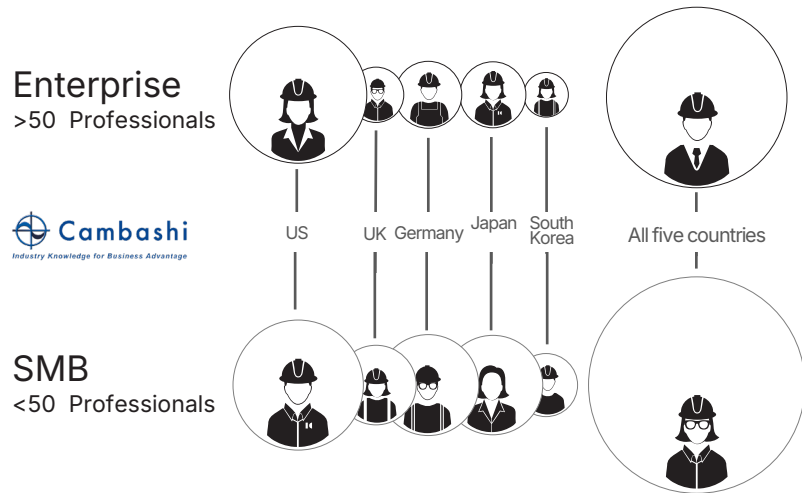 Enterprise
>50 Professionals
Cambashi
Industry Knowledge for Business Advantage
US
UK
Germany
Japan
South
Korea
All five countries
SMB
<50 Professionals